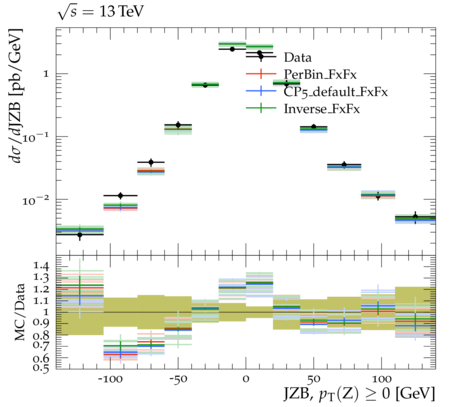 √s = 13 TeV
dσ/dJZB [pb/GeV]
1
10⁻¹
10⁻²
Data
PerBin_FxFx
CP5_default_FxFx
Inverse_FxFx
MC/Data
1.4
1.3
1.2
1.1
1
0.9
0.8
0.7
0.6
0.5
-100 -50 0 50 100
JZB, pT(Z) ≥ 0 [GeV]